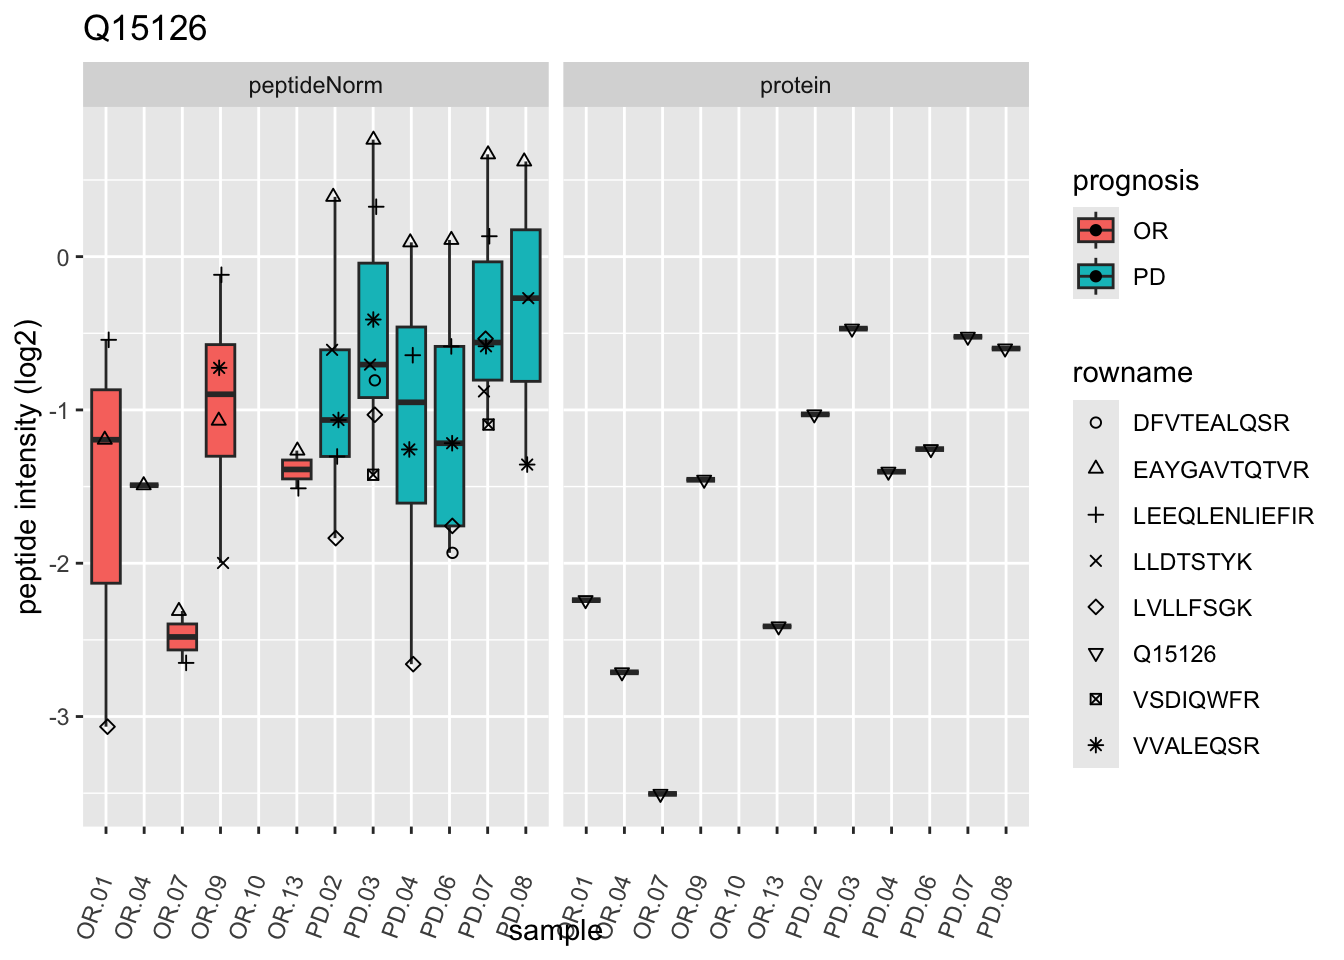 Q15126
peptideNorm
protein
peptide intensity (log2)
0
-1
-2
-3
OR.01
OR.04
OR.07
OR.09
OR.10
OR.13
PD.02
PD.03
PD.04
PD.06
PD.07
PD.08
OR.01
OR.04
OR.07
OR.09
OR.10
OR.13
PD.02
PD.03
PD.04
PD.06
PD.07
PD.08
sample
prognosis
OR
PD
rowname
DFVTEALQSR
EAYGAVTQTVR
LEEQLENLIEFIR
LLDTSTYK
LVLLFSGK
Q15126
VSDIQWFR
VVALEQSR